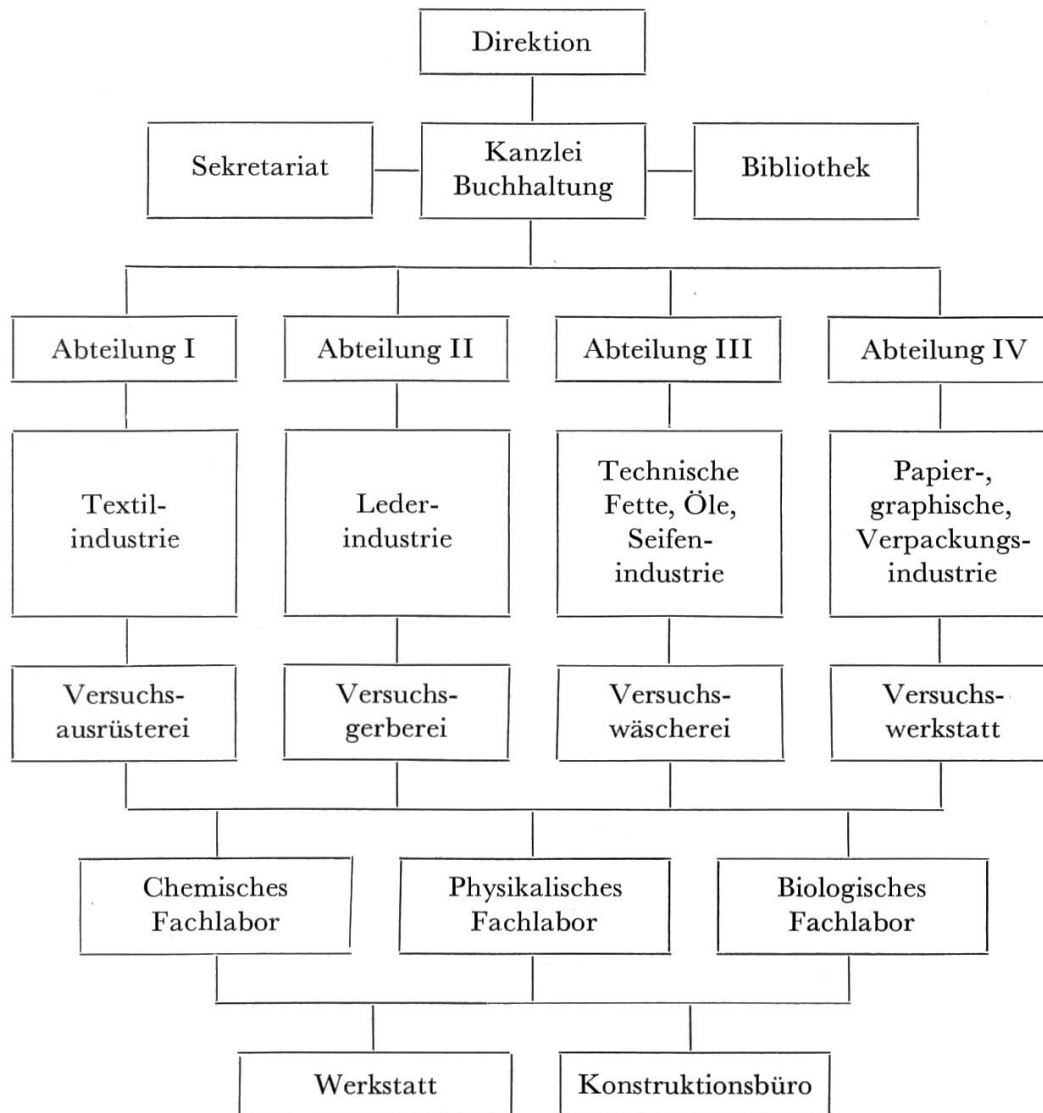 Direktion
Sekretariat
Kanzlei
Buchhaltung
Bibliothek
Abteilung I
Abteilung II
Abteilung III
Abteilung IV
Textil-
industrie
Leder-
industrie
Technische
Fette, Öle,
Seifen-
industrie
Papier-,
graphische,
Verpackungs-
industrie
Versuchs-
ausrüsterei
Versuchs-
gerberei
Versuchs-
wäscherei
Versuchs-
werkstatt
Chemisches
Fachlabor
Physikalisches
Fachlabor
Biologisches
Fachlabor
Werkstatt
Konstruktionsbüro